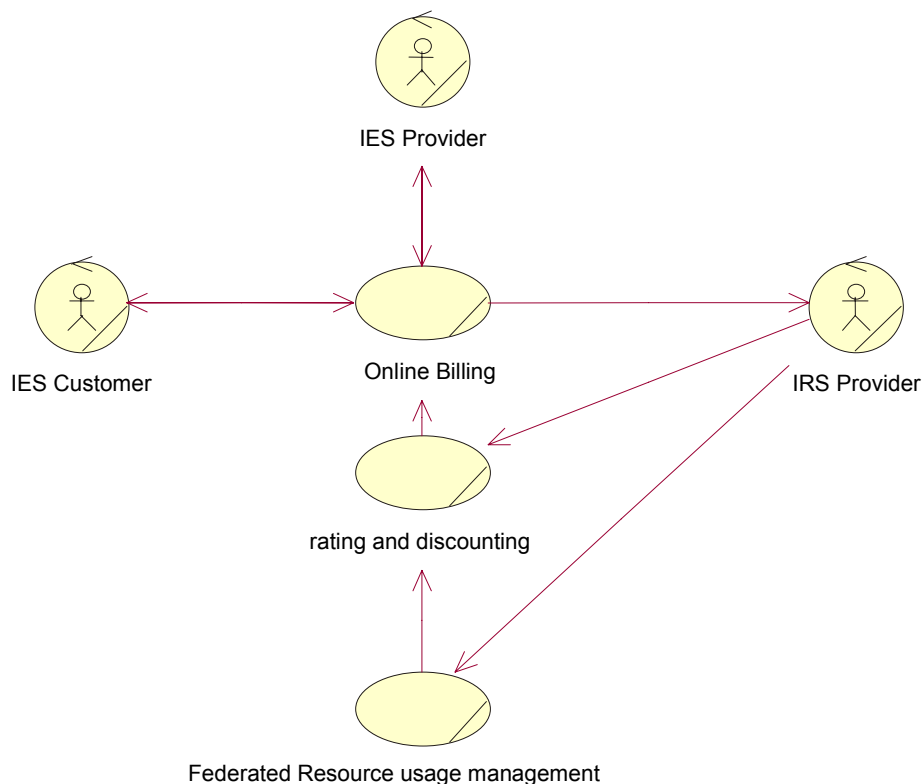 IES Provider
IES Customer
Online Billing
IRS Provider
rating and discounting
Federated Resource usage management